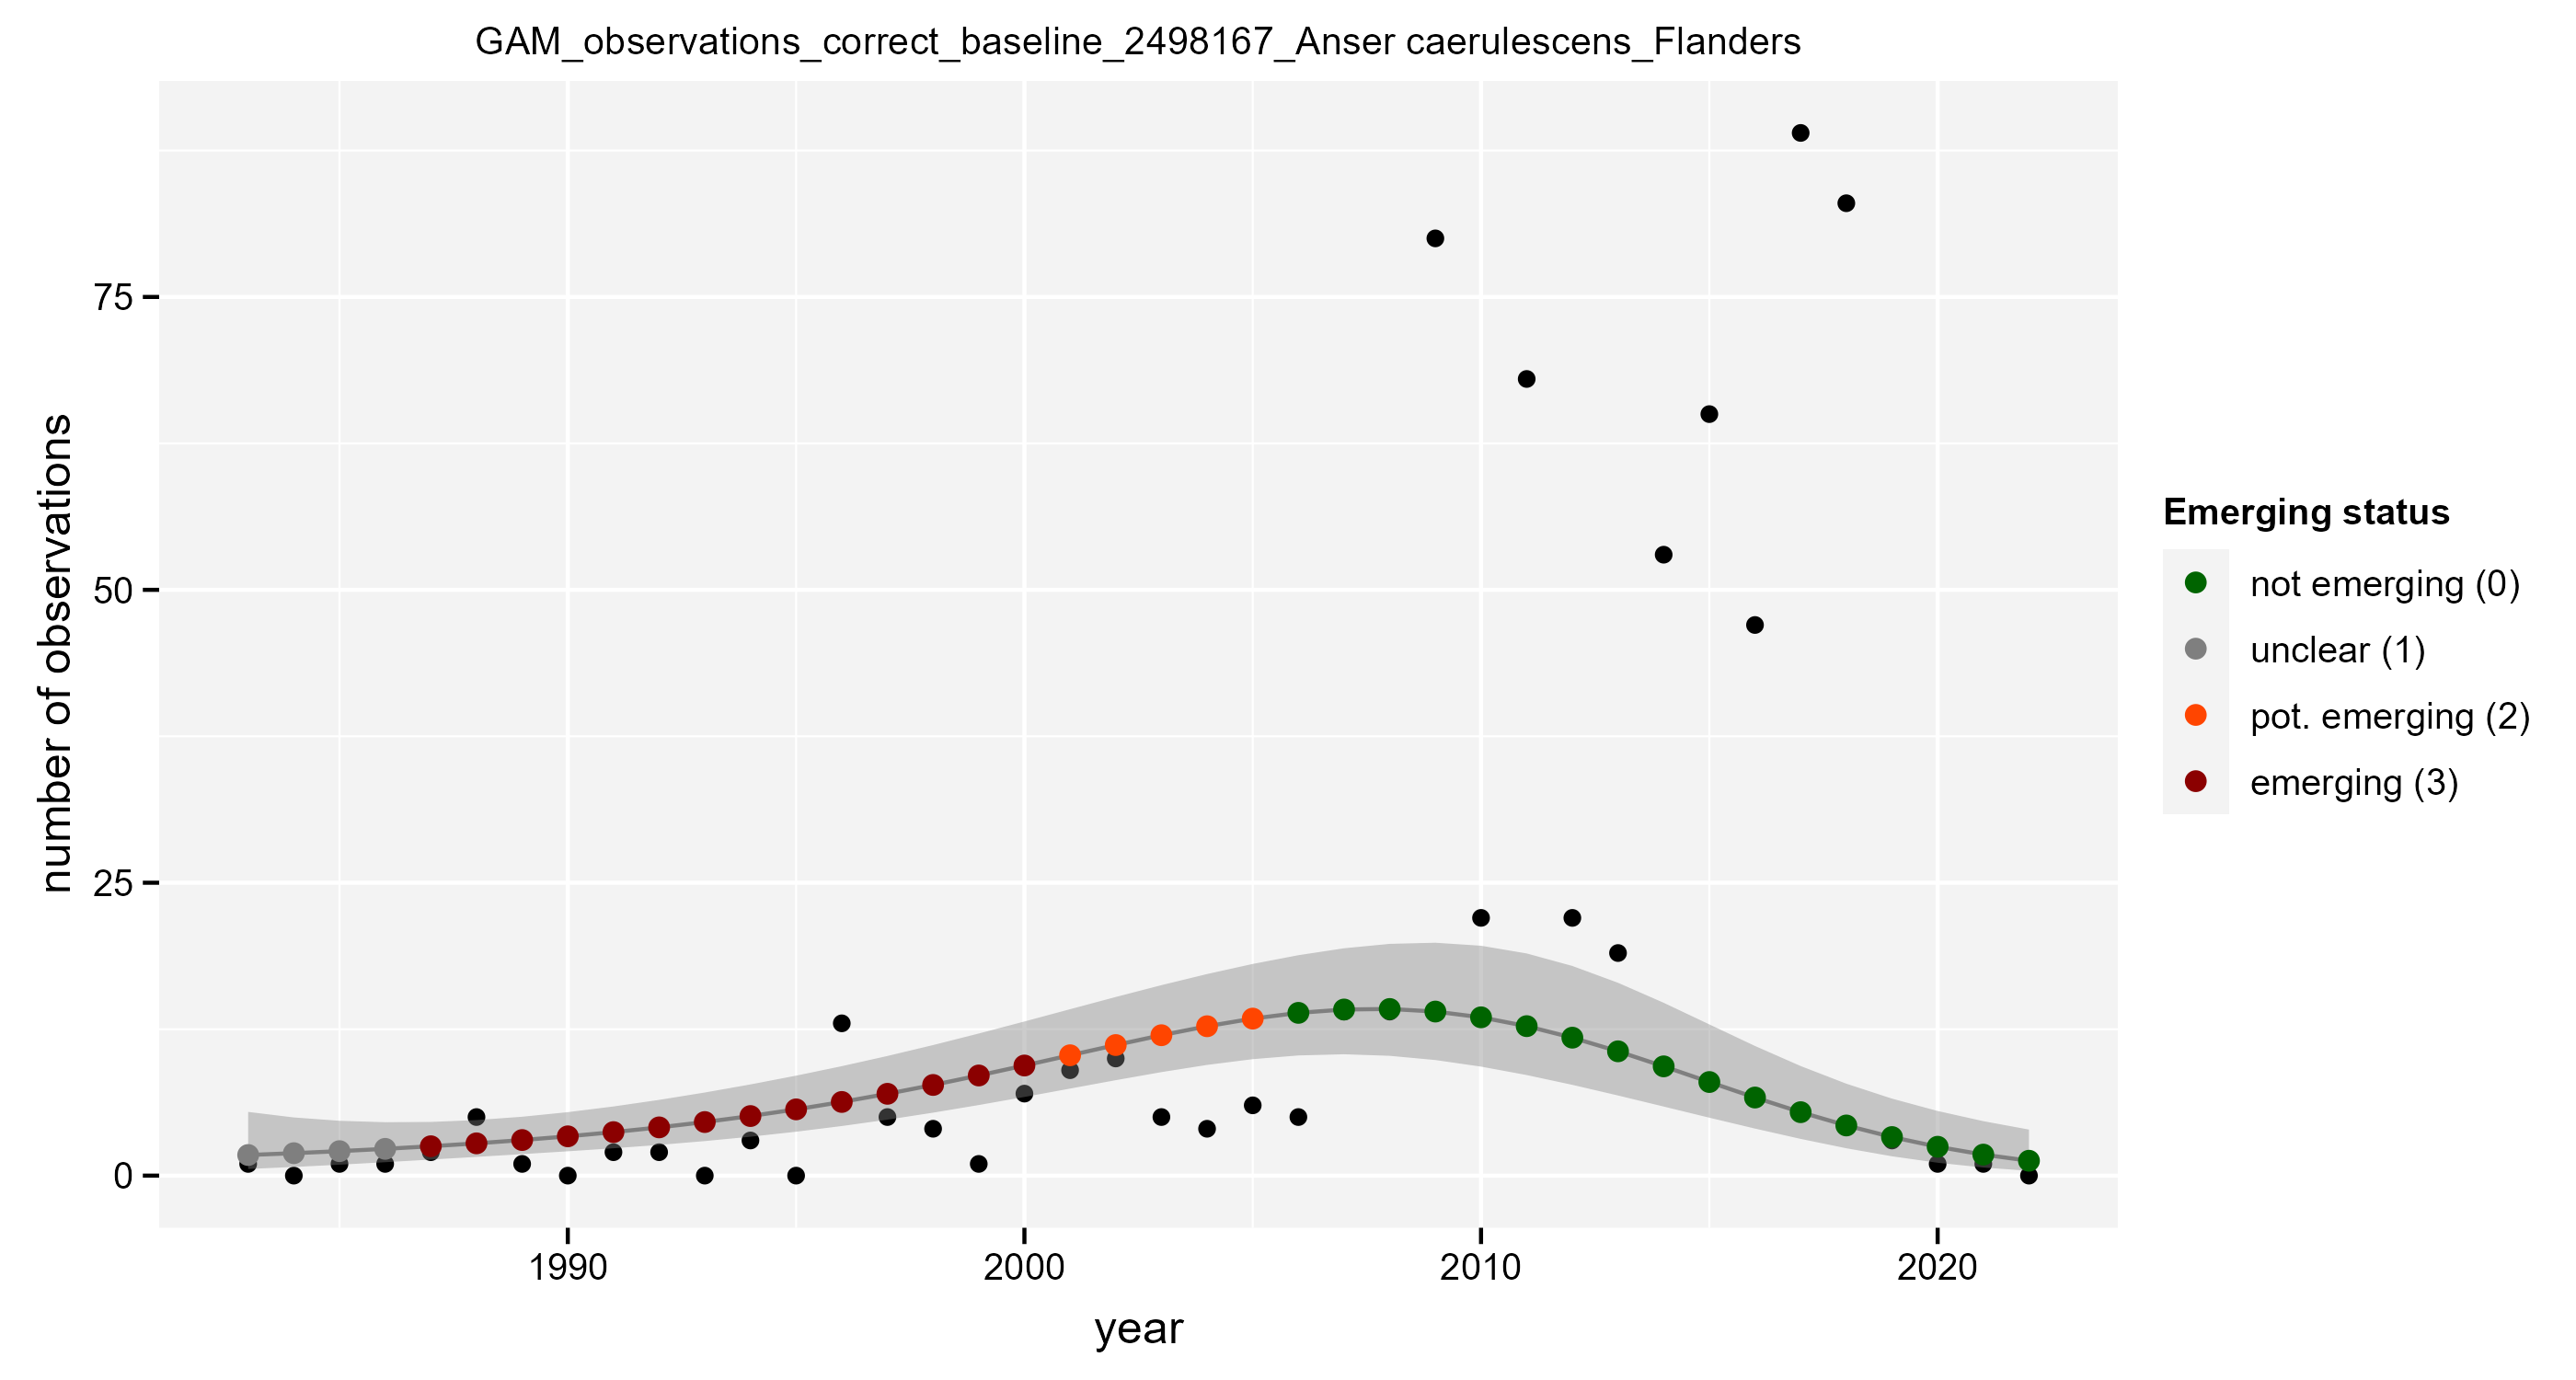 GAM_observations_correct_baseline_2498167_Anser caerulescens_Flanders
number of observations
75
50
25
0
1990
2000
2010
2020
year
Emerging status
not emerging (0)
unclear (1)
pot. emerging (2)
emerging (3)